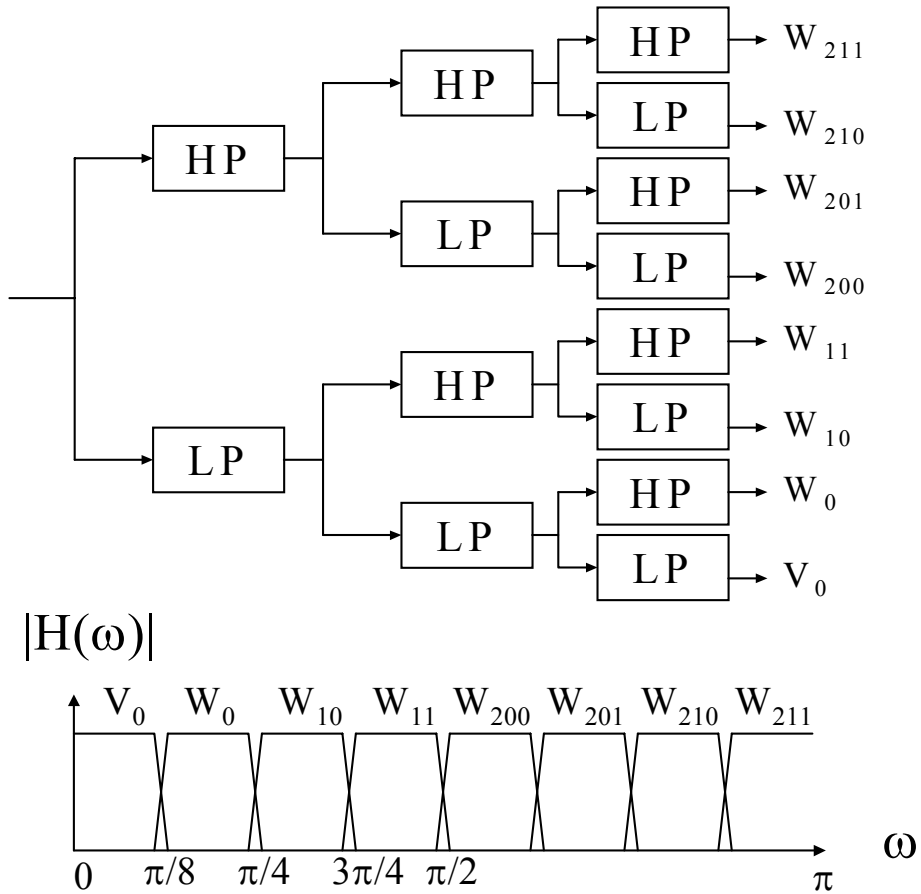 HP W211
HP
LP W210
HP
HP W201
LP
LP W200
HP W11
HP
LP W10
LP
HP W0
LP
LP V0
|H(ω)|
V0 W0 W10 W11 W200 W201 W210 W211
ω
0 π/8 π/4 3π/4 π/2 π